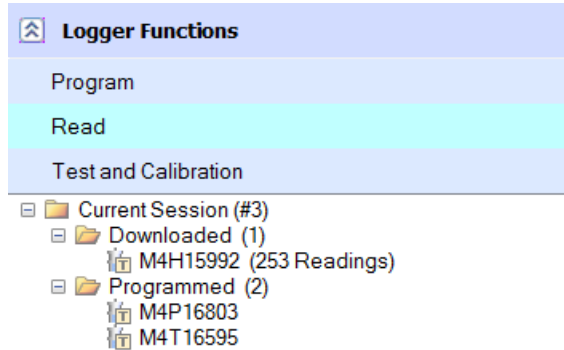 Logger Functions
Program
Read
Test and Calibration
Current Session (#3)
Downloaded (1)
M4H15992 (253 Readings)
Programmed (2)
M4P16803
M4T16595